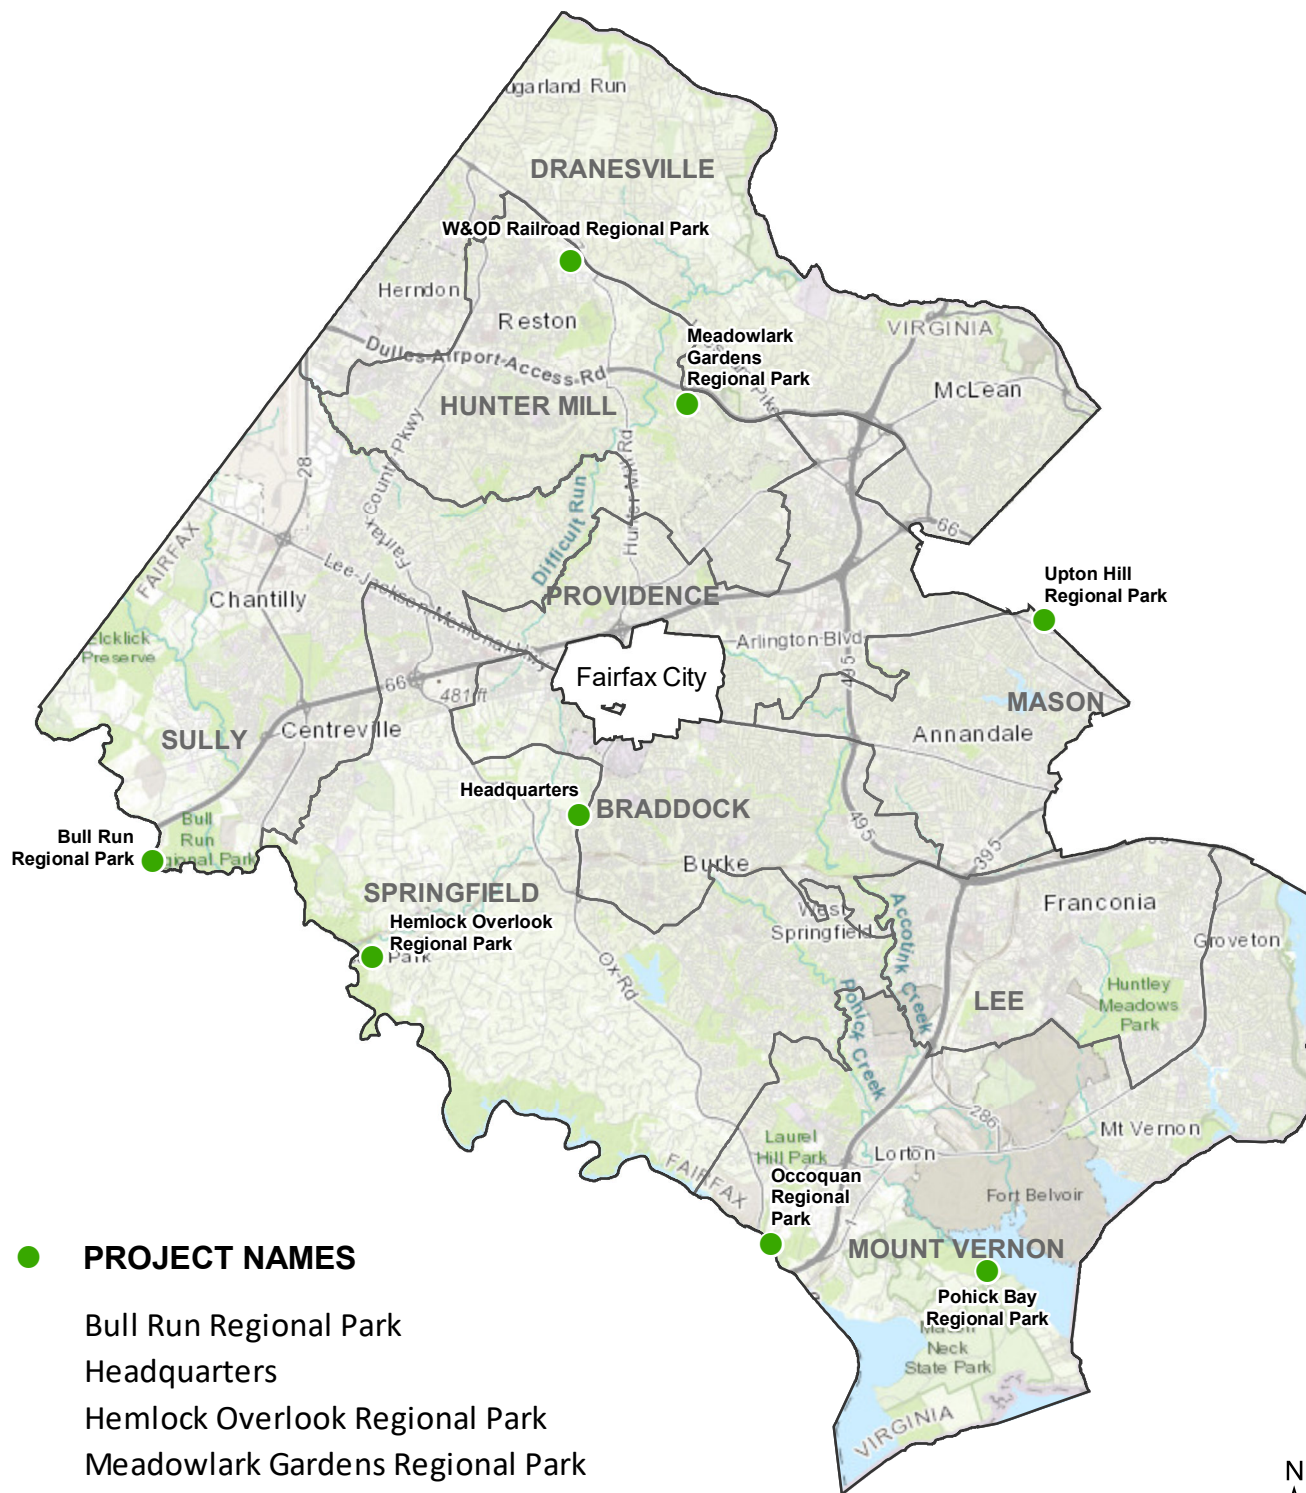 ugarland Run
DRANESVILLE
W&OD Railroad Regional Park
Herndon
Reston
VIRGINIA
Meadowlark
Gardens
Regional Park
Dulles Airport Access Rd
McLean
HUNTER MILL
Fairfax County Pkwy
Hunter Mill Rd
28
Difficult Run
66
FAIRFAX
Lee Jackson Memorial Hwy
Upton Hill
Regional Park
Chantilly
PROVIDENCE
Elcklick
Preserve
Arlington Blvd
495
Fairfax City
66
481 ft
MASON
SULLY
Centreville
Annandale
Headquarters
BRADDOCK
Bull
Run
Bull Run
Regional Park
495
395
Burke
SPRINGFIELD
Franconia
Hemlock Overlook
Regional Park
West
Springfield
Accotink Creek
Groveton
Park
Ox Rd
Huntley
Meadows
Park
LEE
Pohick Creek
286
Mt Vernon
Laurel
Hill Park
Lorton
FAIRFAX
Occoquan
Regional
Park
Fort Belvoir
1
MOUNT VERNON
Pohick Bay
Regional Park
Mason
Neck
State Park
VIRGINIA
PROJECT NAMES
Bull Run Regional Park
Headquarters
Hemlock Overlook Regional Park
Meadowlark Gardens Regional Park
N